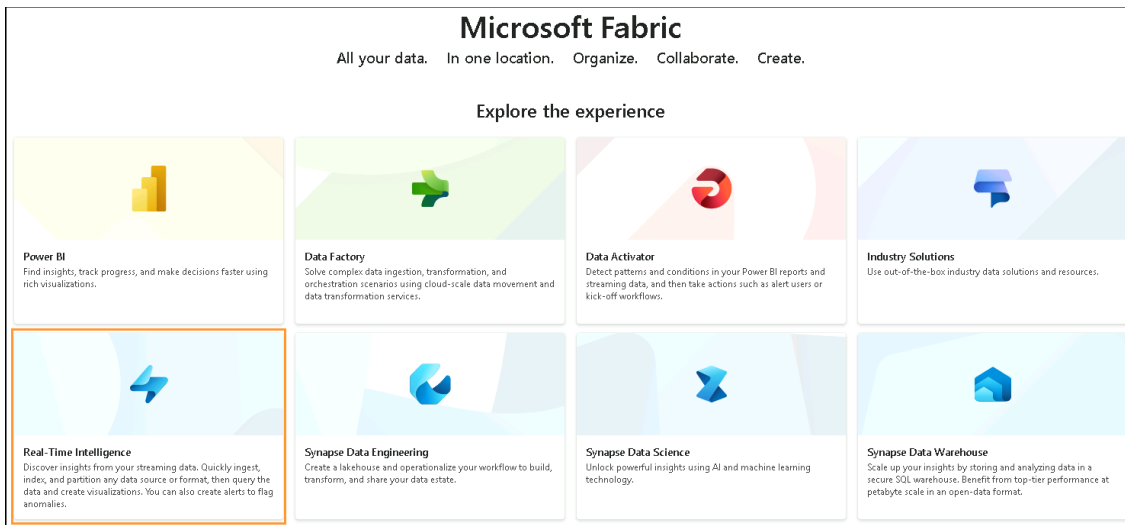 Microsoft Fabric
All your data. In one location. Organize. Collaborate. Create.
Explore the experience
Power BI
Find insights, track progress, and make decisions faster using
rich visualizations.
Data Factory
Solve complex data ingestion, transformation, and
orchestration scenarios using cloud-scale data movement and
data transformation services.
Data Activator
Detect patterns and conditions in your Power BI reports and
streaming data, and then take actions such as alert users or
kick-off workflows.
Industry Solutions
Use out-of-the-box industry data solutions and resources.
Real-Time Intelligence
Discover insights from your streaming data. Quickly ingest,
index, and partition any data source or format, then query the
data and create visualizations. You can also create alerts to flag
anomalies.
Synapse Data Engineering
Create a lakehouse and operationalize your workflow to build,
transform, and share your data estate.
Synapse Data Science
Unlock powerful insights using AI and machine learning
technology.
Synapse Data Warehouse
Scale up your insights by storing and analyzing data in a
secure SQL warehouse. Benefit from top-tier performance at
petabyte scale in an open-data format.